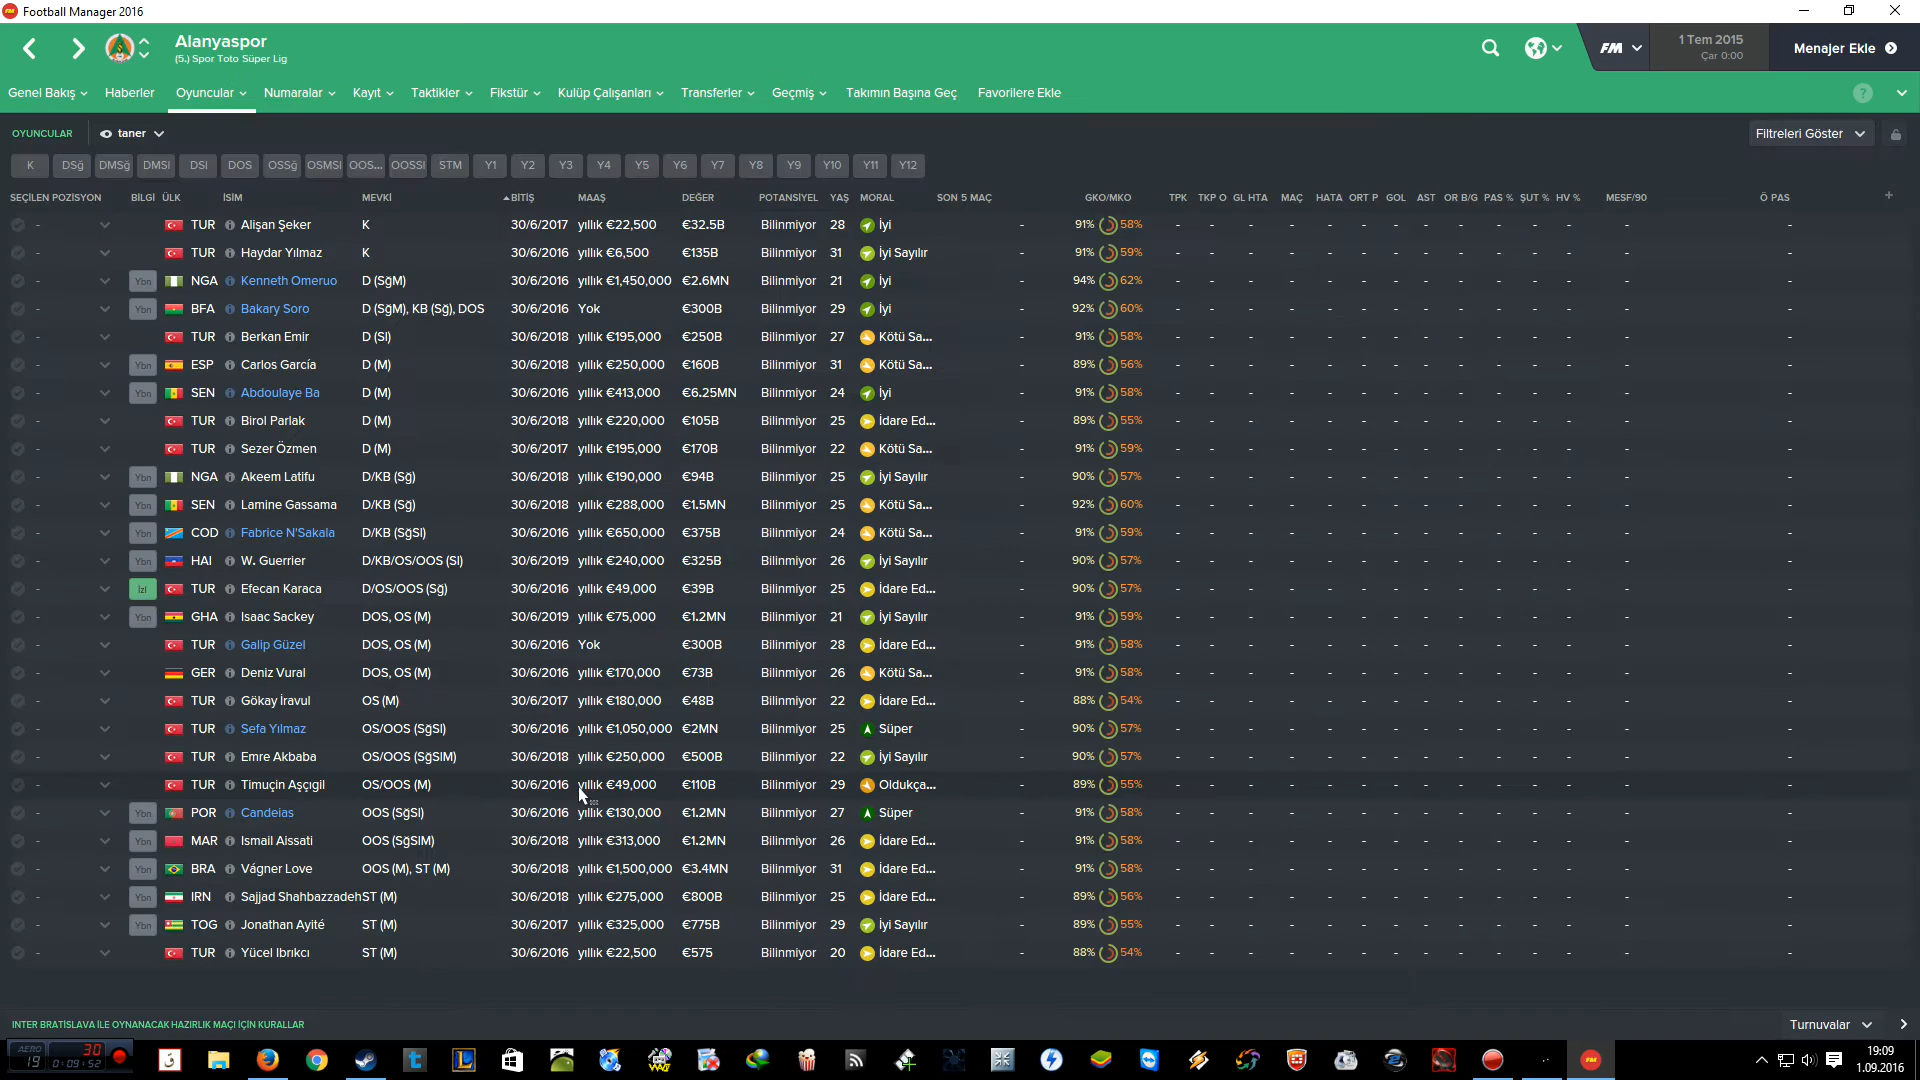 Football Manager 2016
Alanyaspor
(5.) Spor Toto Süper Lig
FM
1 Tem 2015
Çar 0:00
Menajer Ekle
Genel Bakış Haberler Oyuncular Numaralar Kayıt Taktikler Fikstür Kulüp Çalışanları Transferler Geçmiş Takımın Başına Geç Favorilere Ekle ?
OYUNCULAR taner Filtreleri Göster
K DSğ DMSğ DMSl DSl DOS OSSğ OSMSl OOS... OOSSl STM Y1 Y2 Y3 Y4 Y5 Y6 Y7 Y8 Y9 Y10 Y11 Y12
SEÇİLEN POZİSYON BİLGİ ÜLK İSİM MEVKİ BİTİŞ MAAŞ DEĞER POTANSİYEL YAŞ MORAL SON 5 MAÇ GKO/MKO TPK TKP O GL HTA MAÇ HATA ORT P GOL AST OR B/G PAS % ŞUT % HV % MESF/90 Ö PAS +
- TUR Alişan Şeker K 30/6/2017 yıllık €22,500 €32.5B Bilinmiyor 28 İyi - 91% 58% - - - - - - - - - - - - - -
- TUR Haydar Yılmaz K 30/6/2016 yıllık €6,500 €135B Bilinmiyor 31 İyi Sayılır - 91% 59% - - - - - - - - - - - - - -
- Ybn NGA Kenneth Omeruo D (SğM) 30/6/2016 yıllık €1,450,000 €2.6MN Bilinmiyor 21 İyi - 94% 62% - - - - - - - - - - - - - -
- Ybn BFA Bakary Soro D (SğM), KB (Sğ), DOS 30/6/2016 Yok €300B Bilinmiyor 29 İyi - 92% 60% - - - - - - - - - - - - - -
- TUR Berkan Emir D (Sl) 30/6/2018 yıllık €195,000 €250B Bilinmiyor 27 Kötü Sa... - 91% 58% - - - - - - - - - - - - - -
- Ybn ESP Carlos García D (M) 30/6/2018 yıllık €250,000 €160B Bilinmiyor 31 Kötü Sa... - 89% 56% - - - - - - - - - - - - - -
- Ybn SEN Abdoulaye Ba D (M) 30/6/2016 yıllık €413,000 €6.25MN Bilinmiyor 24 İyi - 91% 58% - - - - - - - - - - - - - -
- TUR Birol Parlak D (M) 30/6/2018 yıllık €220,000 €105B Bilinmiyor 25 İdare Ed... - 89% 55% - - - - - - - - - - - - - -
- TUR Sezer Özmen D (M) 30/6/2017 yıllık €195,000 €170B Bilinmiyor 22 Kötü Sa... - 91% 59% - - - - - - - - - - - - - -
- Ybn NGA Akeem Latifu D/KB (Sğ) 30/6/2018 yıllık €190,000 €94B Bilinmiyor 25 İyi Sayılır - 90% 57% - - - - - - - - - - - - - -
- Ybn SEN Lamine Gassama D/KB (Sğ) 30/6/2018 yıllık €288,000 €1.5MN Bilinmiyor 25 Kötü Sa... - 92% 60% - - - - - - - - - - - - - -
- Ybn COD Fabrice N'Sakala D/KB (SğSl) 30/6/2016 yıllık €650,000 €375B Bilinmiyor 24 Kötü Sa... - 91% 59% - - - - - - - - - - - - - -
- Ybn HAI W. Guerrier D/KB/OS/OOS (Sl) 30/6/2019 yıllık €240,000 €325B Bilinmiyor 26 İyi Sayılır - 90% 57% - - - - - - - - - - - - - -
- İzl TUR Efecan Karaca D/OS/OOS (Sğ) 30/6/2016 yıllık €49,000 €39B Bilinmiyor 25 İdare Ed... - 90% 57% - - - - - - - - - - - - - -
- Ybn GHA Isaac Sackey DOS, OS (M) 30/6/2019 yıllık €75,000 €1.2MN Bilinmiyor 21 İyi Sayılır - 91% 59% - - - - - - - - - - - - - -
- TUR Galip Güzel DOS, OS (M) 30/6/2016 Yok €300B Bilinmiyor 28 İdare Ed... - 91% 58% - - - - - - - - - - - - - -
- GER Deniz Vural DOS, OS (M) 30/6/2016 yıllık €170,000 €73B Bilinmiyor 26 Kötü Sa... - 91% 58% - - - - - - - - - - - - - -
- TUR Gökay İravul OS (M) 30/6/2017 yıllık €180,000 €48B Bilinmiyor 22 İdare Ed... - 88% 54% - - - - - - - - - - - - - -
- TUR Sefa Yılmaz OS/OOS (SğSl) 30/6/2016 yıllık €1,050,000 €2MN Bilinmiyor 25 Süper - 90% 57% - - - - - - - - - - - - - -
- TUR Emre Akbaba OS/OOS (SğSlM) 30/6/2018 yıllık €250,000 €500B Bilinmiyor 22 İyi Sayılır - 90% 57% - - - - - - - - - - - - - -
- TUR Timuçin Aşçıgil OS/OOS (M) 30/6/2016 yıllık €49,000 €110B Bilinmiyor 29 Oldukça... - 89% 55% - - - - - - - - - - - - - -
- Ybn POR Candeias OOS (SğSl) 30/6/2016 yıllık €130,000 €1.2MN Bilinmiyor 27 Süper - 91% 58% - - - - - - - - - - - - - -
- Ybn MAR Ismail Aissati OOS (SğSlM) 30/6/2018 yıllık €313,000 €1.2MN Bilinmiyor 26 İdare Ed... - 91% 58% - - - - - - - - - - - - - -
- Ybn BRA Vágner Love OOS (M), ST (M) 30/6/2018 yıllık €1,500,000 €3.4MN Bilinmiyor 31 İdare Ed... - 91% 58% - - - - - - - - - - - - - -
- Ybn IRN Sajjad Shahbazzadeh ST (M) 30/6/2018 yıllık €275,000 €800B Bilinmiyor 25 İdare Ed... - 89% 56% - - - - - - - - - - - - - -
- Ybn TOG Jonathan Ayité ST (M) 30/6/2017 yıllık €325,000 €775B Bilinmiyor 29 İyi Sayılır - 89% 55% - - - - - - - - - - - - - -
- TUR Yücel Ibrıkcı ST (M) 30/6/2016 yıllık €22,500 €575 Bilinmiyor 20 İdare Ed... - 88% 54% - - - - - - - - - - - - - -
INTER BRATİSLAVA İLE OYNANACAK HAZIRLIK MAÇI İÇİN KURALLAR Turnuvalar
AERO 30
19 0:09:52
19:09
1.09.2016